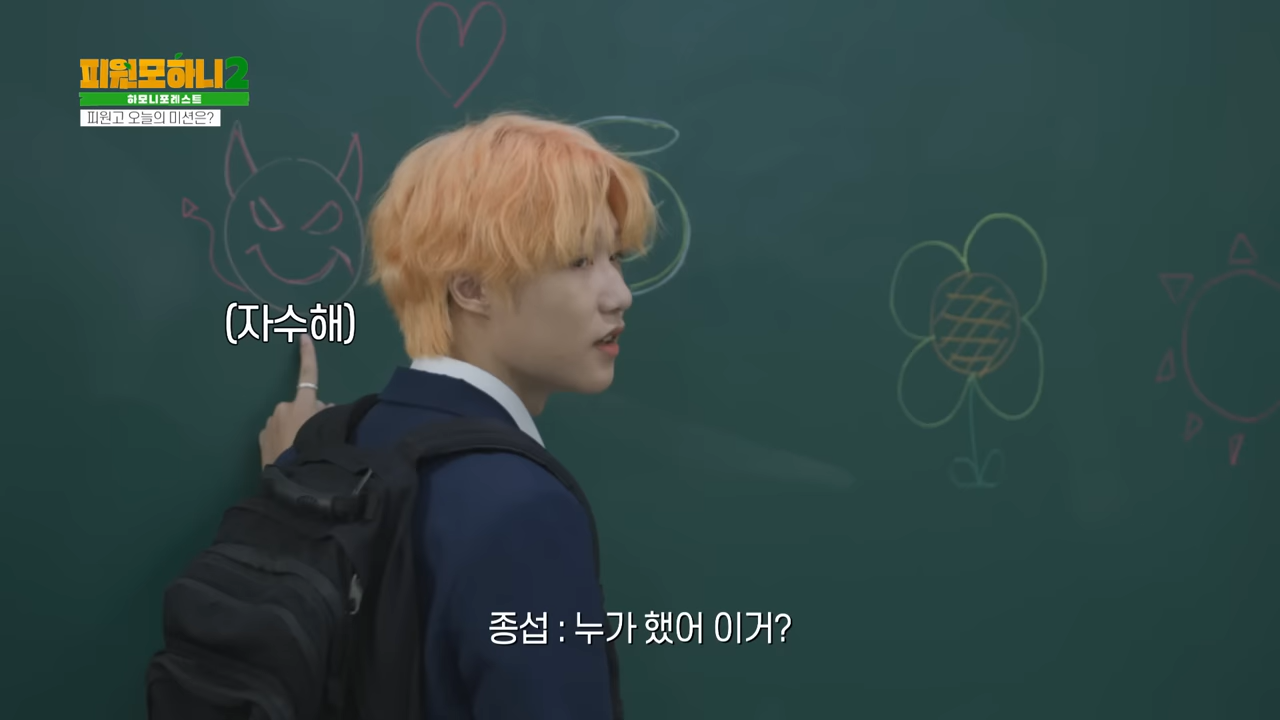 피원모하니2
하모니포레스트
피원고 오늘의 미션은?
(자수해)
종섭 : 누가 했어 이거?